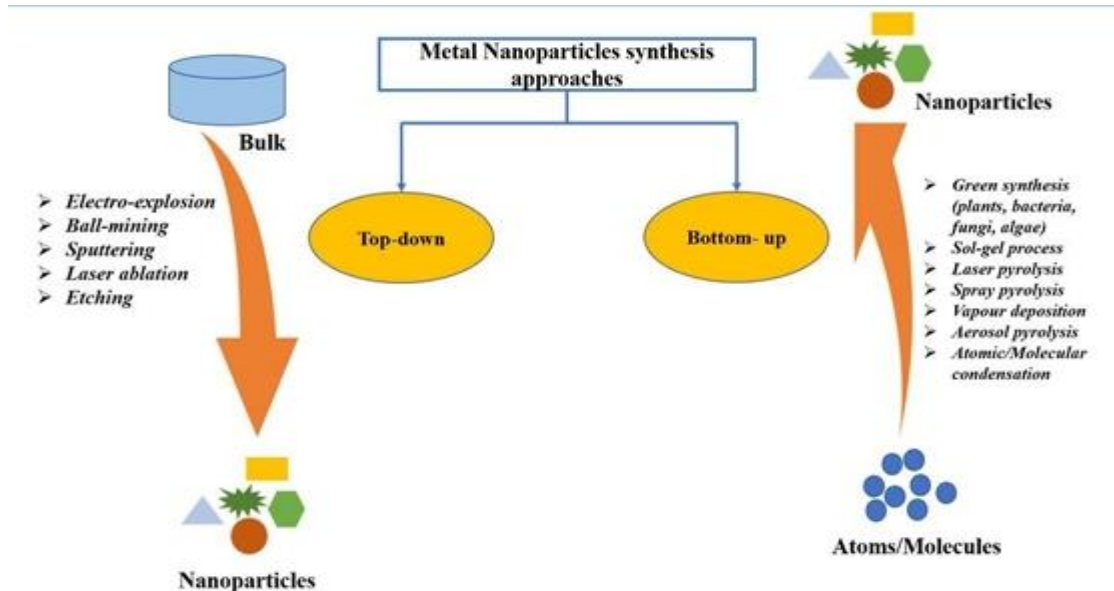 Metal Nanoparticles synthesis
approaches
Bulk
➢ Electro-explosion
➢ Ball-mining
➢ Sputtering
➢ Laser ablation
➢ Etching
Nanoparticles
Top-down
Bottom- up
Nanoparticles
➢ Green synthesis
(plants, bacteria,
fungi, algae)
➢ Sol-gel process
➢ Laser pyrolysis
➢ Spray pyrolysis
➢ Vapour deposition
➢ Aerosol pyrolysis
➢ Atomic/Molecular
condensation
Atoms/Molecules